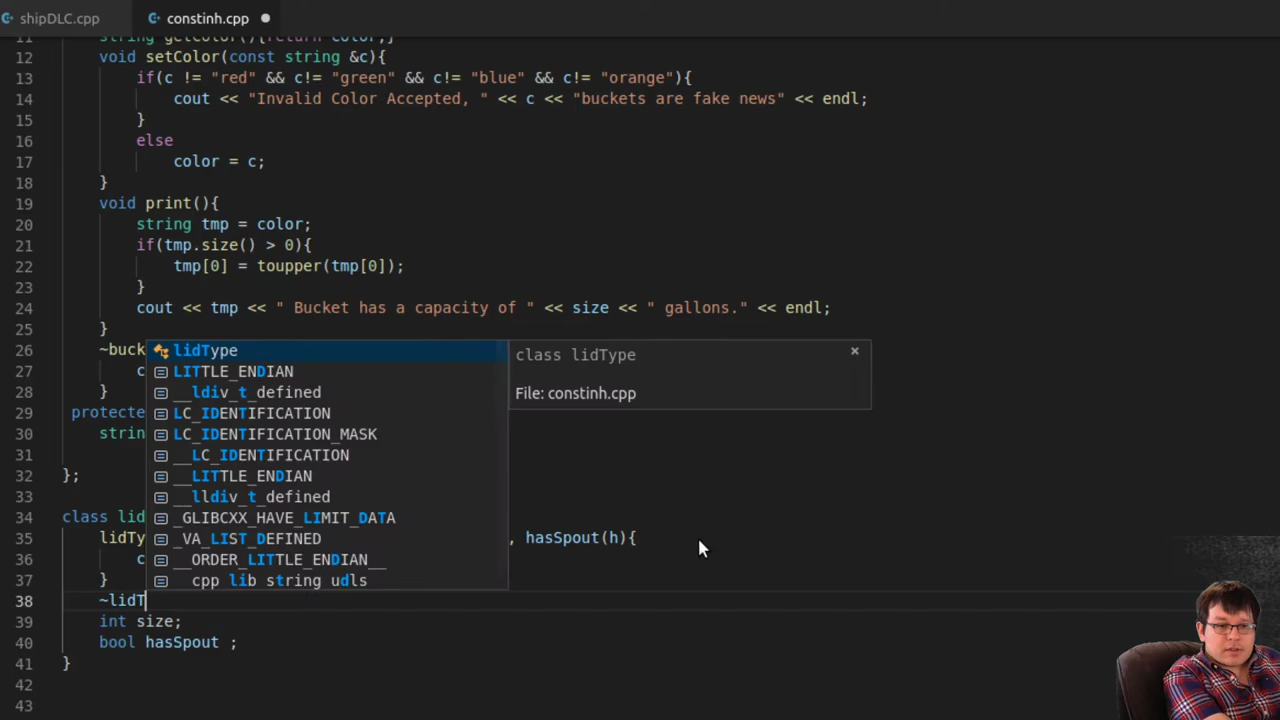 shipDLC.cpp
constinh.cpp
11 string getColor(){return color;}
12 void setColor(const string &c){
13 if(c != "red" && c!= "green" && c!= "blue" && c!= "orange"){
14 cout << "Invalid Color Accepted, " << c << "buckets are fake news" << endl;
15 }
16 else
17 color = c;
18 }
19 void print(){
20 string tmp = color;
21 if(tmp.size() > 0){
22 tmp[0] = toupper(tmp[0]);
23 }
24 cout << tmp << " Bucket has a capacity of " << size << " gallons." << endl;
25 }
26 ~buck
27 c
28 }
29 protecte
30 strin
31
32 };
33
34 class lid
35 lidTy , hasSpout(h){
36 c
37 }
38 ~lidT
39 int size;
40 bool hasSpout ;
41 }
42
43
lidType
LITTLE_ENDIAN
__ldiv_t_defined
LC_IDENTIFICATION
LC_IDENTIFICATION_MASK
__LC_IDENTIFICATION
__LITTLE_ENDIAN
__lldiv_t_defined
_GLIBCXX_HAVE_LIMIT_DATA
_VA_LIST_DEFINED
__ORDER_LITTLE_ENDIAN__
__cpp_lib_string_udls
class lidType ×
File: constinh.cpp